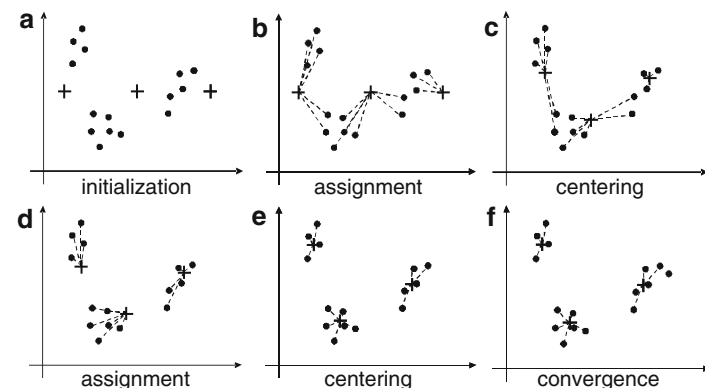 a
b
c
initialization
assignment
centering
d
e
f
assignment
centering
convergence